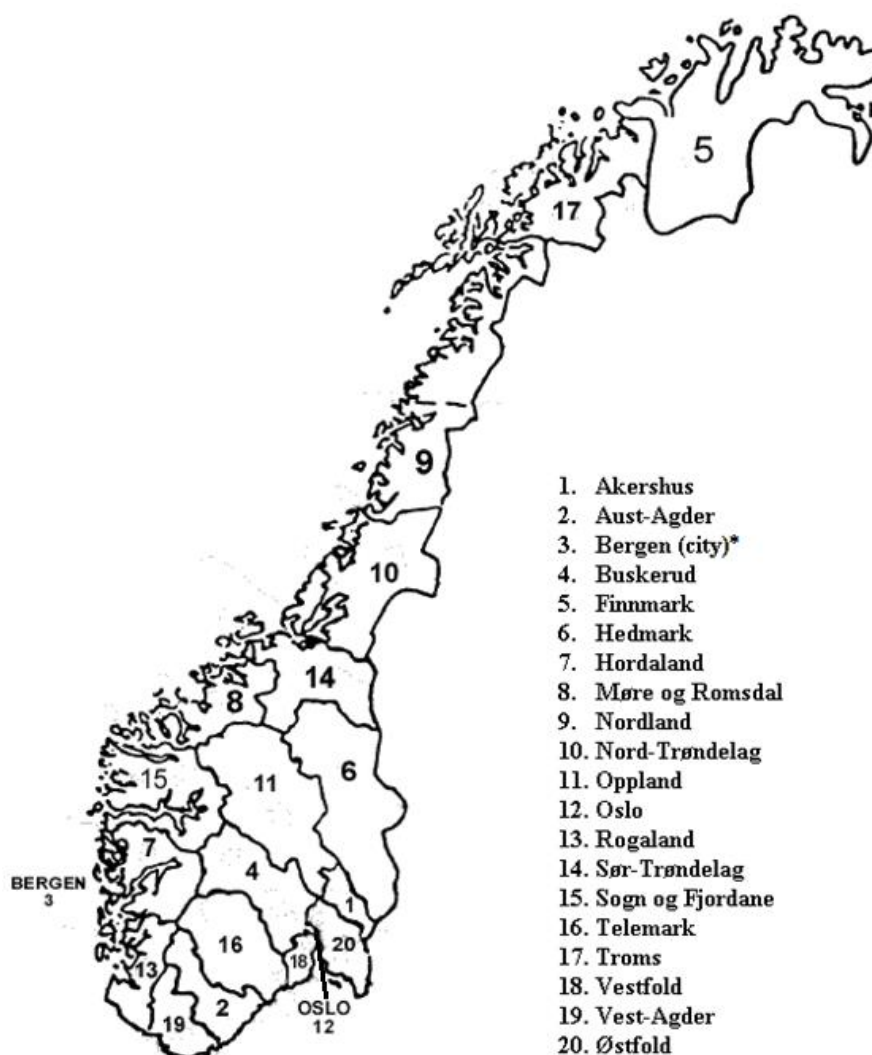 5
17
9
10
14
8
6
15
11
7
4
BERGEN
3
1
16
20
18
13
OSLO
12
2
19
1. Akershus
2. Aust-Agder
3. Bergen (city)*
4. Buskerud
5. Finnmark
6. Hedmark
7. Hordaland
8. Møre og Romsdal
9. Nordland
10. Nord-Trøndelag
11. Oppland
12. Oslo
13. Rogaland
14. Sør-Trøndelag
15. Sogn og Fjordane
16. Telemark
17. Troms
18. Vestfold
19. Vest-Agder
20. Østfold